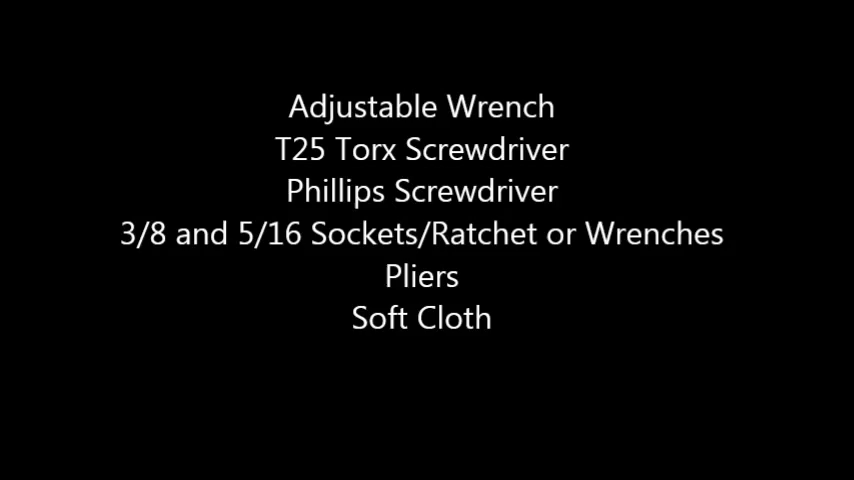 Adjustable Wrench
T25 Torx Screwdriver
Phillips Screwdriver
3/8 and 5/16 Sockets/Ratchet or Wrenches
Pliers
Soft Cloth